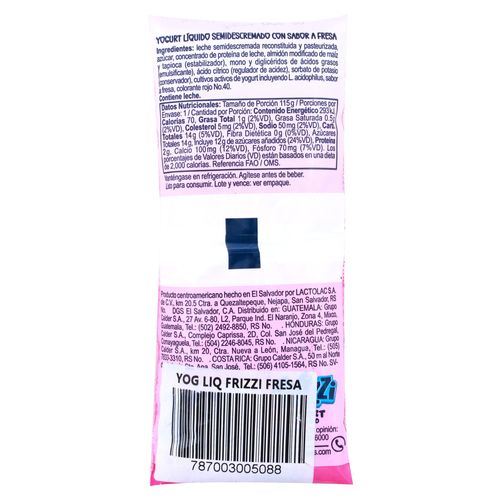 YOGURT LÍQUIDO SEMIDESCREMADO CON SABOR A FRESA
Ingredientes: leche semidescremada reconstituida y pasteurizada,
azúcar, concentrado de proteína de leche, almidón modificado de maíz
y tapioca (estabilizador), mono y diglicéridos de ácidos grasos
(emulsificante), ácido cítrico (regulador de acidez), sorbato de potasio
(conservador), cultivos activos de yogurt incluyendo L. acidophilus, sabor
a fresa, colorante rojo No.40.
Contiene leche.
Datos Nutricionales: Tamaño de Porción 115g / Porciones por
Envase: 1 / Cantidad por Porción: Contenido Energético 293kJ,
Calorías 70, Grasa Total 1g (2%VD), Grasa Saturada 0.5g
(2%VD), Colesterol 5mg (2%VD), Sodio 50mg (2%VD), Carb.
Totales 14g (5%VD), Fibra Dietética 0g (0%VD), Azúcares
Totales 14g, Incluye 12g de azúcares añadidos (24%VD), Proteína
2g, Calcio 100mg (12%VD), Fósforo 70mg (7%VD). Los
porcentajes de Valores Diarios (VD) están basados en una dieta
de 2,000 calorías. Referencia FAO / OMS.
Manténgase en refrigeración. Agítese antes de beber.
Listo para consumir. Lote y vence: ver empaque.
Producto centroamericano hecho en El Salvador por LACTOLAC S.A.
de C.V., km 20.5 Ctra. a Quezaltepeque, Nejapa, San Salvador, RS
No. DGS El Salvador, C.A. Distribuido en: GUATEMALA: Grupo
Calder S.A., 27 Av. 6-80, L2, Parque Ind. El Naranjo, Zona 4, Mixco,
Guatemala, Tel.: (502) 2492-8850, RS No. . HONDURAS: Grupo
Calder S.A., Complejo Caprisa, 2D, Col. San José del Pedregal,
Comayaguela, Tel.: (504) 2246-8045, RS No. . NICARAGUA: Grupo
Calder S.A., km 20, Ctra. Nueva a León, Managua, Tel.: (505)
RS No. . COSTA RICA: Grupo Calder S.A., 50 m al Norte
San José, Tel.: (506) 4105-1564, RS No. SV-
YOG LIQ FRIZZI FRESA
opinión:
6000
s.com
787003005088